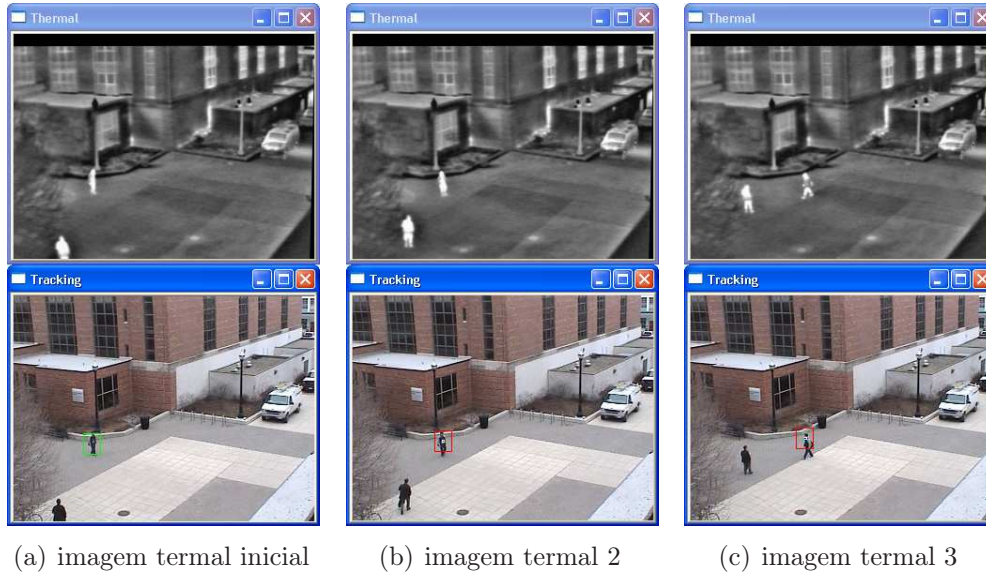 Thermal
Thermal
Thermal
Tracking
Tracking
Tracking
(a) imagem termal inicial
(b) imagem termal 2
(c) imagem termal 3